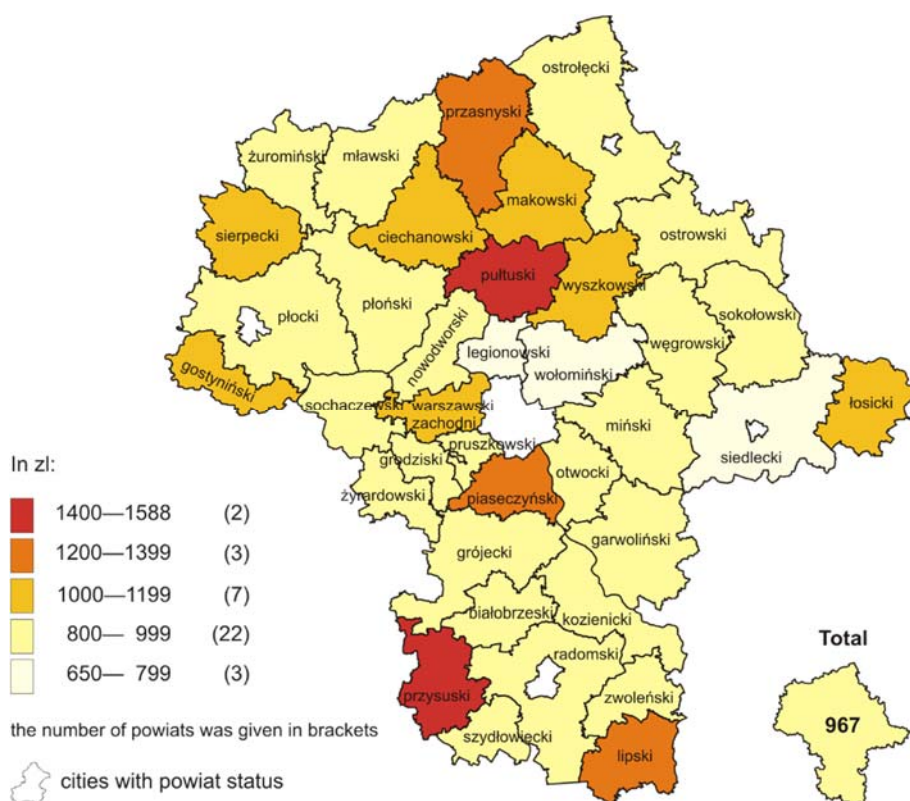 ostrołęcki
przasnyski
żuromiński
mławski
makowski
sierpecki
ciechanowski
ostrowski
pułtuski
wyszkowski
sokołowski
płocki
płoński
nowodworski
legionowski
węgrowski
wołomiński
gostyniński
sochaczewski
warszawski
zachodni
łosicki
miński
pruszkowski
siedlecki
grodziski
otwocki
żyrardowski
piaseczyński
garwoliński
grójecki
białobrzeski
kozienicki
radomski
przysuski
zwoleński
szydłowiecki
lipski
In zl:
1400—1588 (2)
1200—1399 (3)
1000—1199 (7)
800— 999 (22)
650— 799 (3)
the number of powiats was given in brackets
cities with powiat status
Total
967